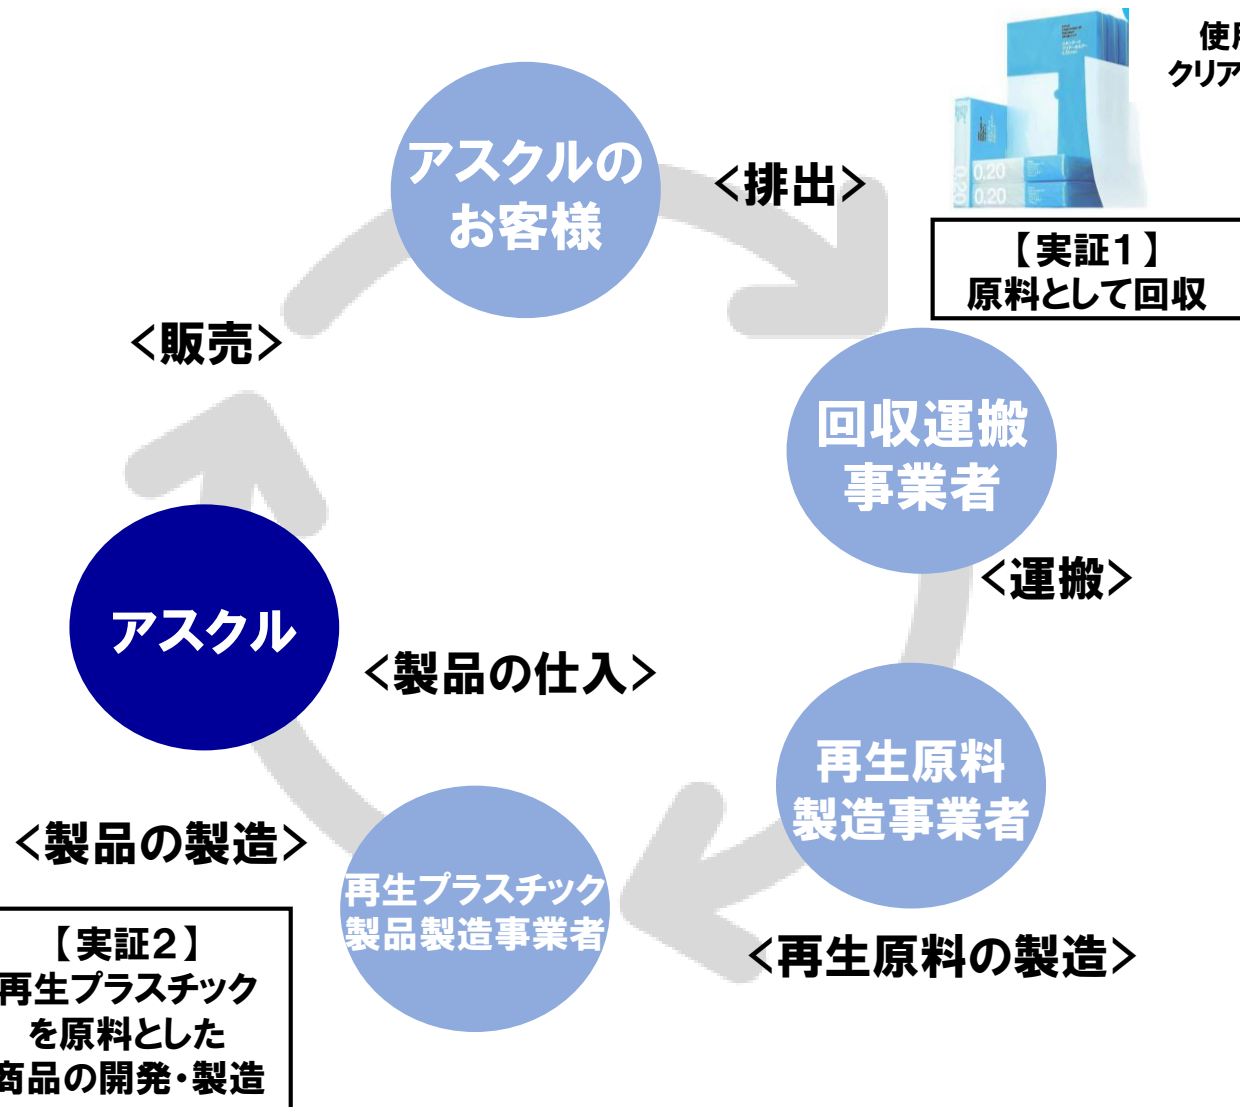 使用
クリア
アスクルの
お客様
<排出>
0.20
0.20
0.20
【実証1】
原料として回収
<販売>
回収運搬
事業者
<運搬>
アスクル
<製品の仕入>
再生原料
製造事業者
<製品の製造>
再生プラスチック
製品製造事業者
<再生原料の製造>
【実証2】
再生プラスチック
を原料とした
商品の開発・製造